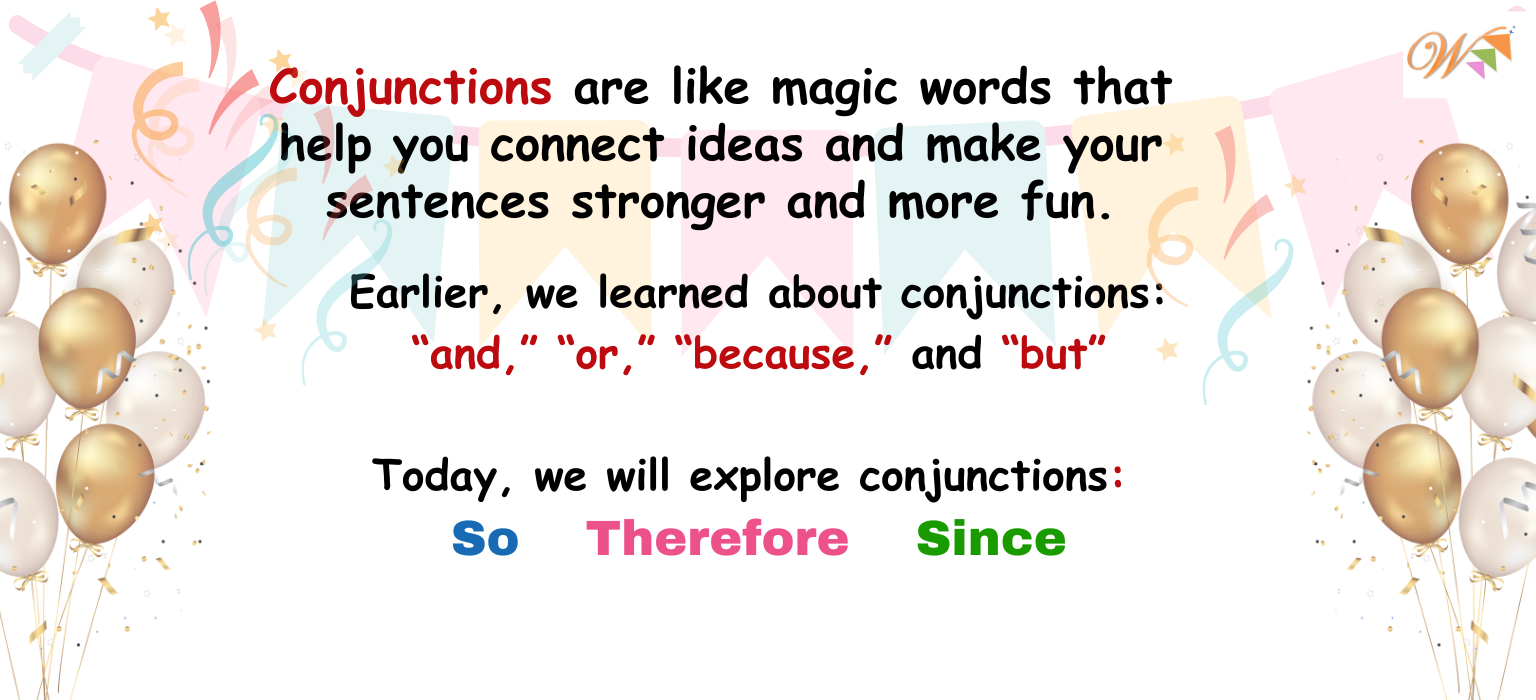 W
Conjunctions are like magic words that
help you connect ideas and make your
sentences stronger and more fun.
Earlier, we learned about conjunctions:
“and,” “or,” “because,” and “but”
Today, we will explore conjunctions:
So Therefore Since